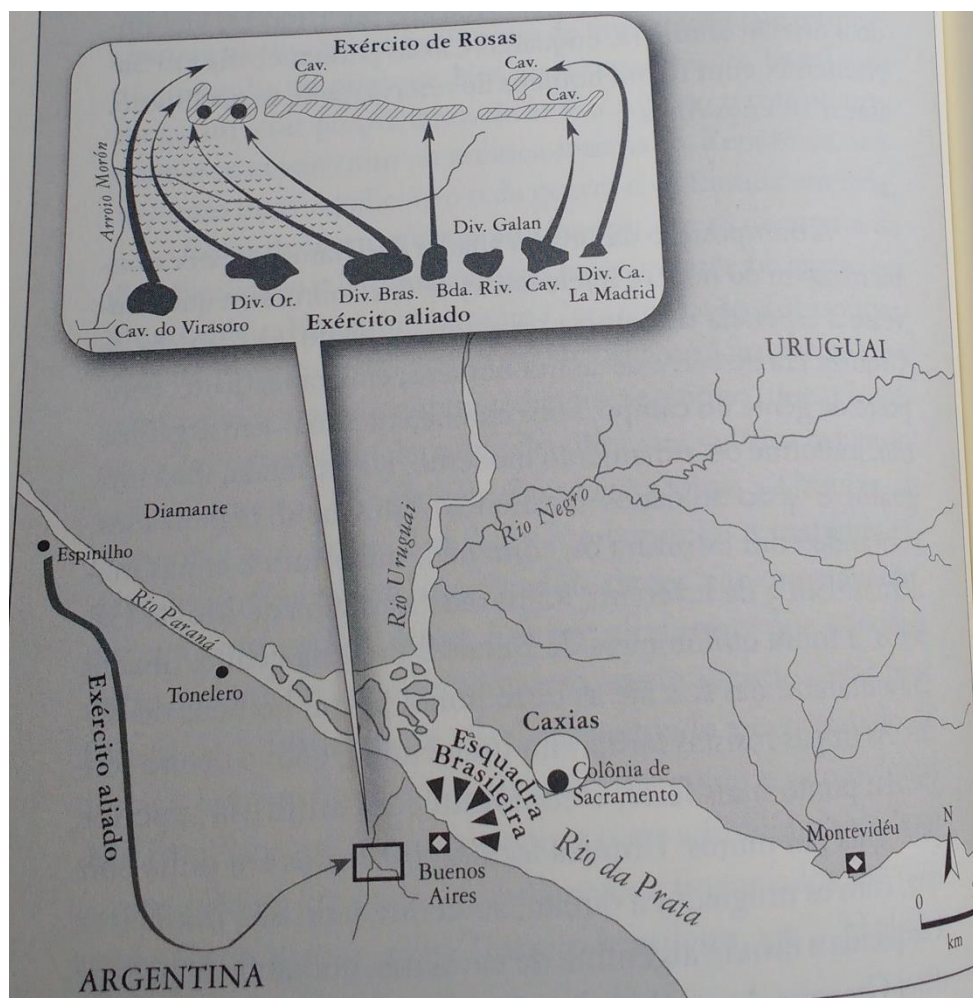 Exército de Rosas
Cav.
Cav.
Cav.
Arroio Morón
Div. Galan
Cav. do Virasoro
Div. Or.
Div. Bras.
Bda. Riv.
Cav.
Div. Ca.
La Madrid
Exército aliado
URUGUAI
Diamante
Espinilho
Rio Uruguai
Rio Negro
Rio Paraná
Tonelero
Exército aliado
Caxias
Esquadra
Brasileira
Colônia de
Sacramento
Rio da Prata
Buenos
Aires
Montevidéu
N
0
km
ARGENTINA